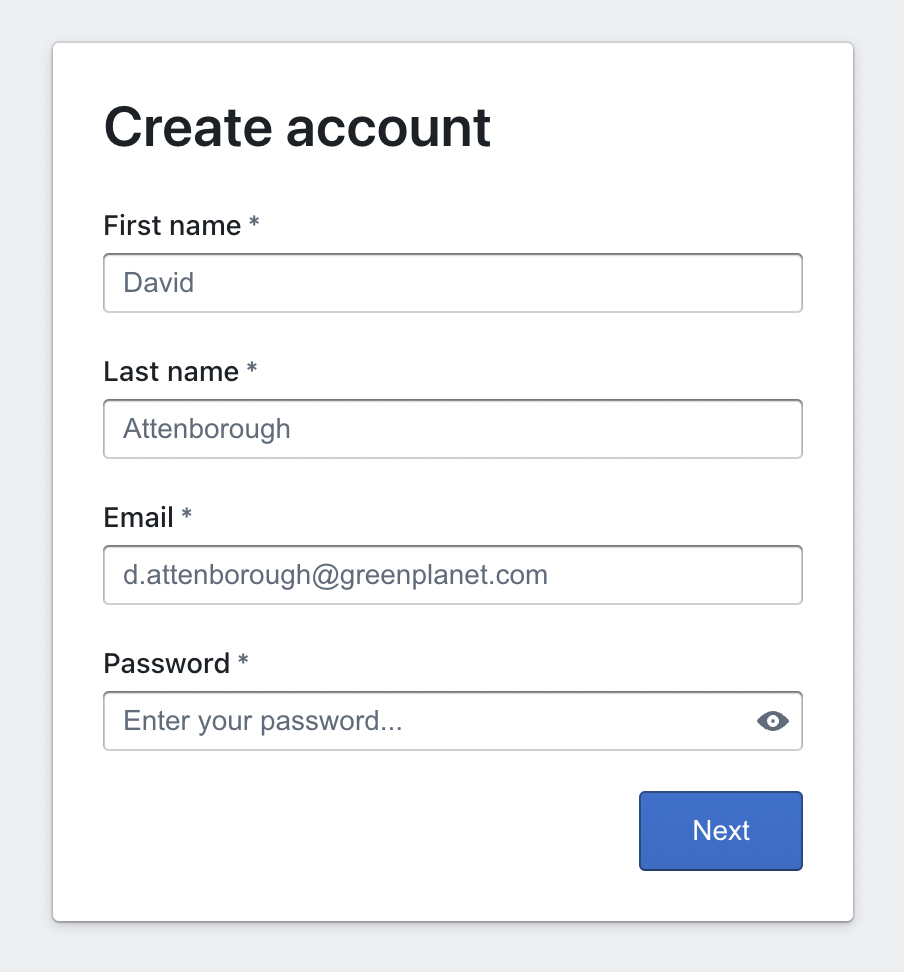 Create account
First name *
David
Last name *
Attenborough
Email *
d.attenborough@greenplanet.com
Password *
Enter your password...
Next